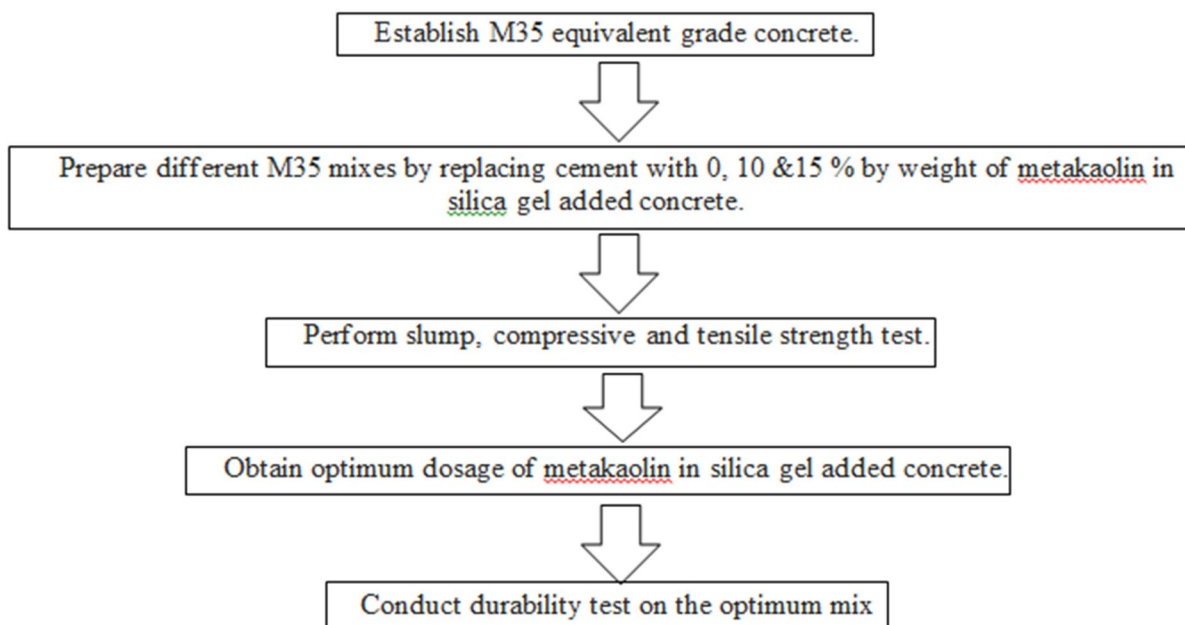 Establish M35 equivalent grade concrete.
Prepare different M35 mixes by replacing cement with 0, 10 &15 % by weight of metakaolin in
silica gel added concrete.
Perform slump, compressive and tensile strength test.
Obtain optimum dosage of metakaolin in silica gel added concrete.
Conduct durability test on the optimum mix